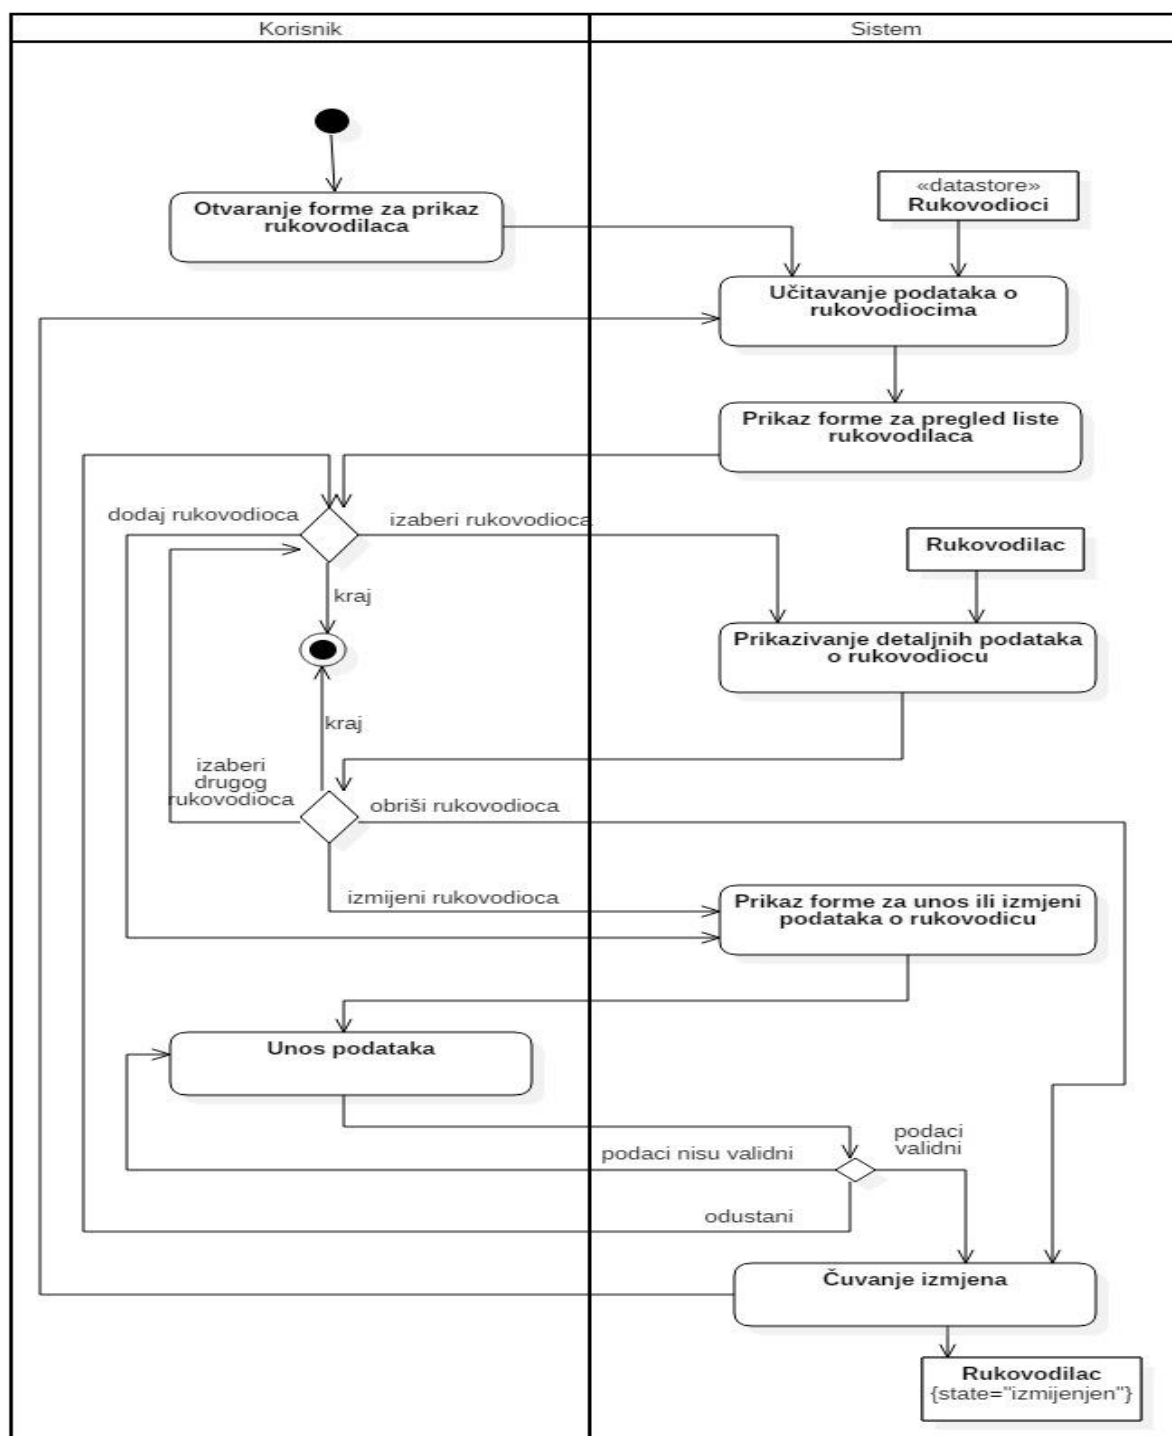 Korisnik
Sistem
Otvaranje forme za prikaz
rukovodilaca
«datastore»
Rukovodioci
Učitavanje podataka o
rukovodiocima
Prikaz forme za pregled liste
rukovodilaca
dodaj rukovodioca
izaberi rukovodioca
Rukovodilac
kraj
Prikazivanje detaljnih podataka
o rukovodiocu
kraj
izaberi
drugog
rukovodioca
obriši rukovodioca
izmijeni rukovodioca
Prikaz forme za unos ili izmjeni
podataka o rukovodicu
Unos podataka
podaci
validni
podaci nisu validni
odustani
Čuvanje izmjena
Rukovodilac
{state="izmijenjen"}